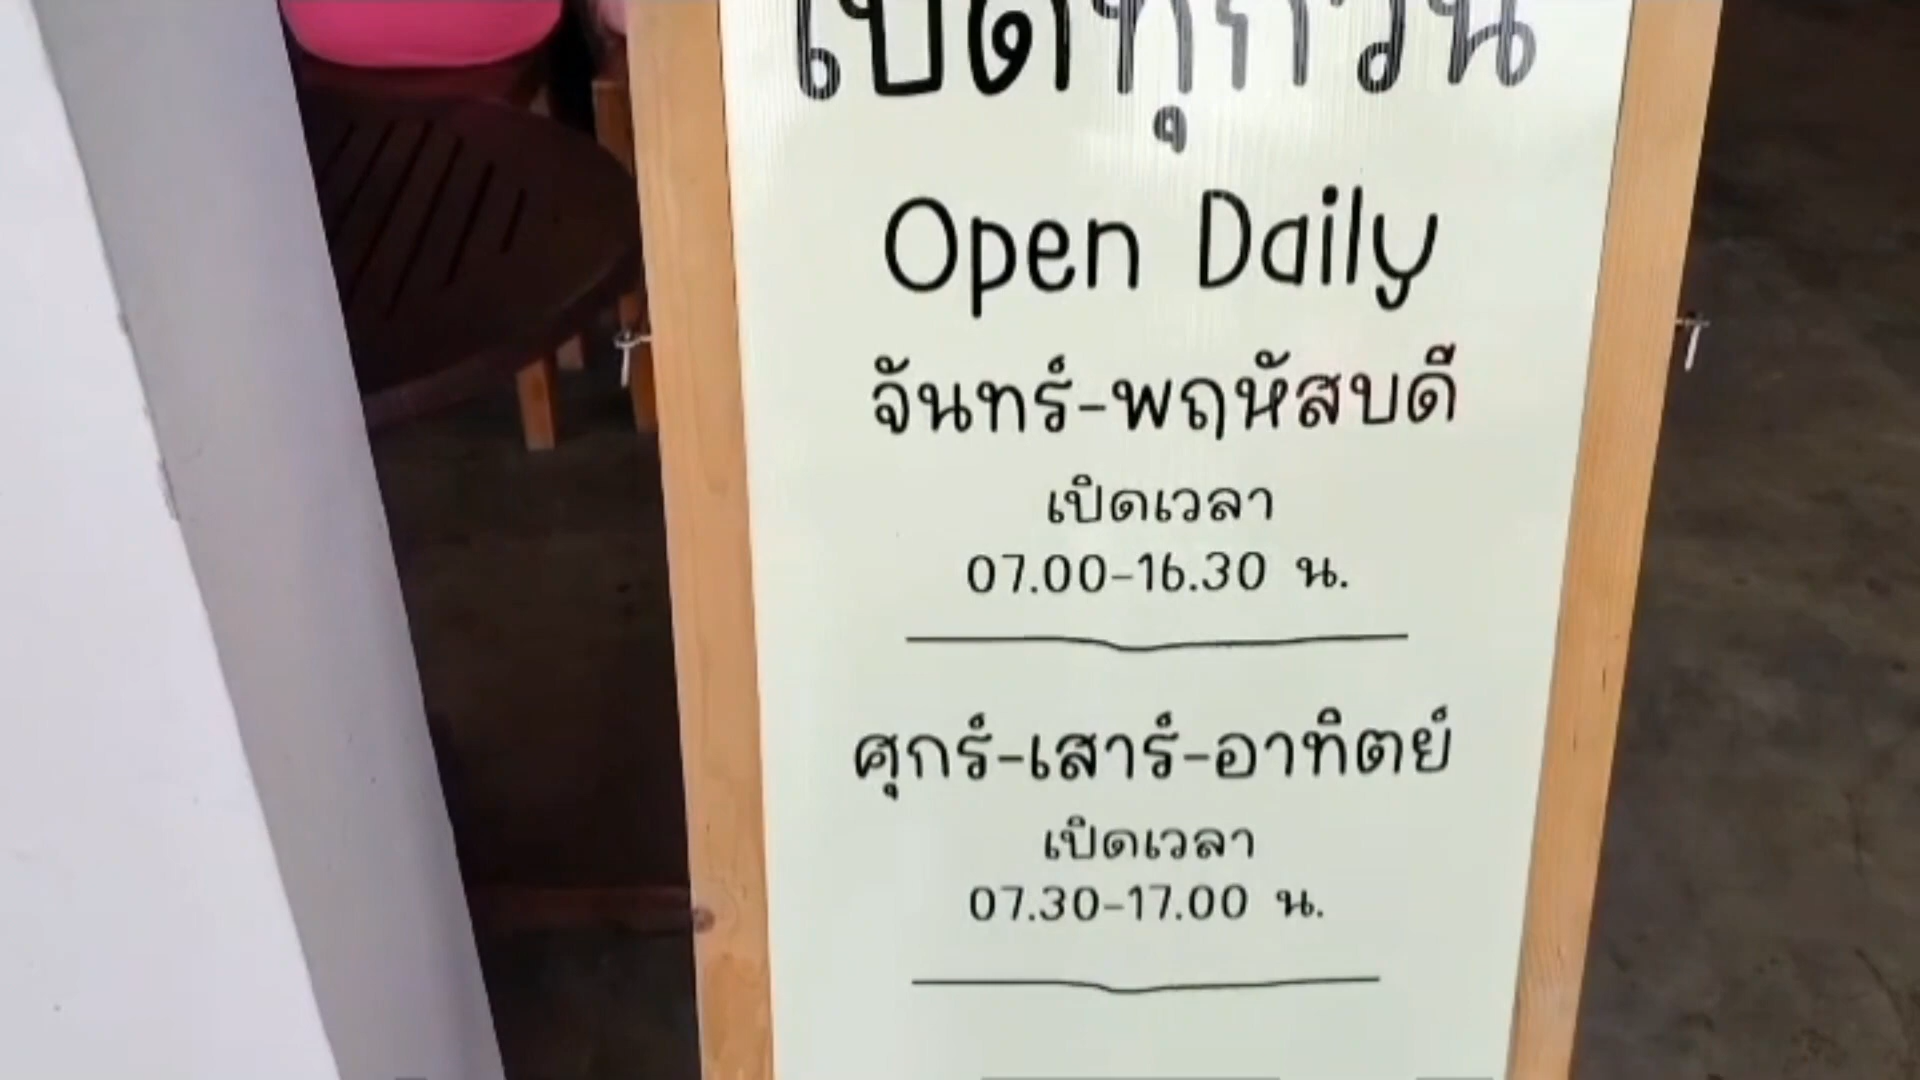 เปิดทุกวัน
Open Daily
จันทร์-พฤหัสบดี
เปิดเวลา
07.00-16.30 น.
ศุกร์-เสาร์-อาทิตย์
เปิดเวลา
07.30-17.00 น.